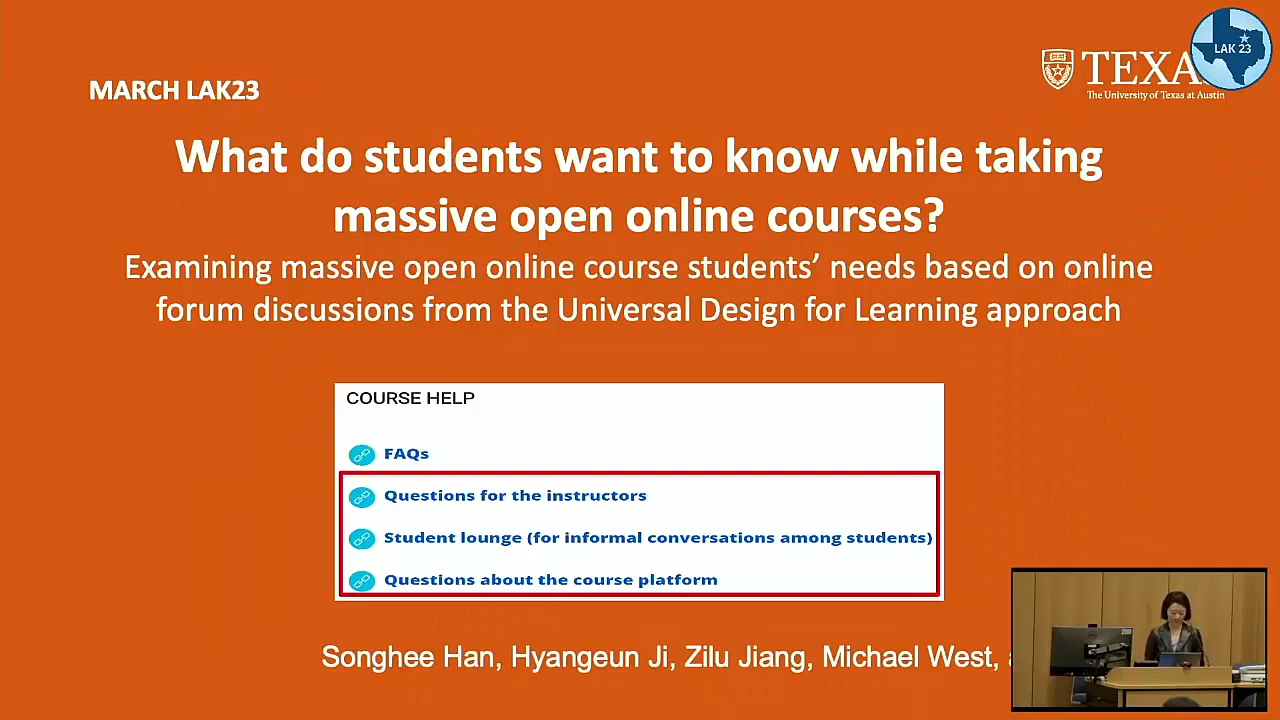 MARCH LAK23
TEXA
The University of Texas at Austin
LAK 23
What do students want to know while taking
massive open online courses?
Examining massive open online course students’ needs based on online
forum discussions from the Universal Design for Learning approach
COURSE HELP
FAQs
Questions for the instructors
Student lounge (for informal conversations among students)
Questions about the course platform
Songhee Han, Hyangeun Ji, Zilu Jiang, Michael West,